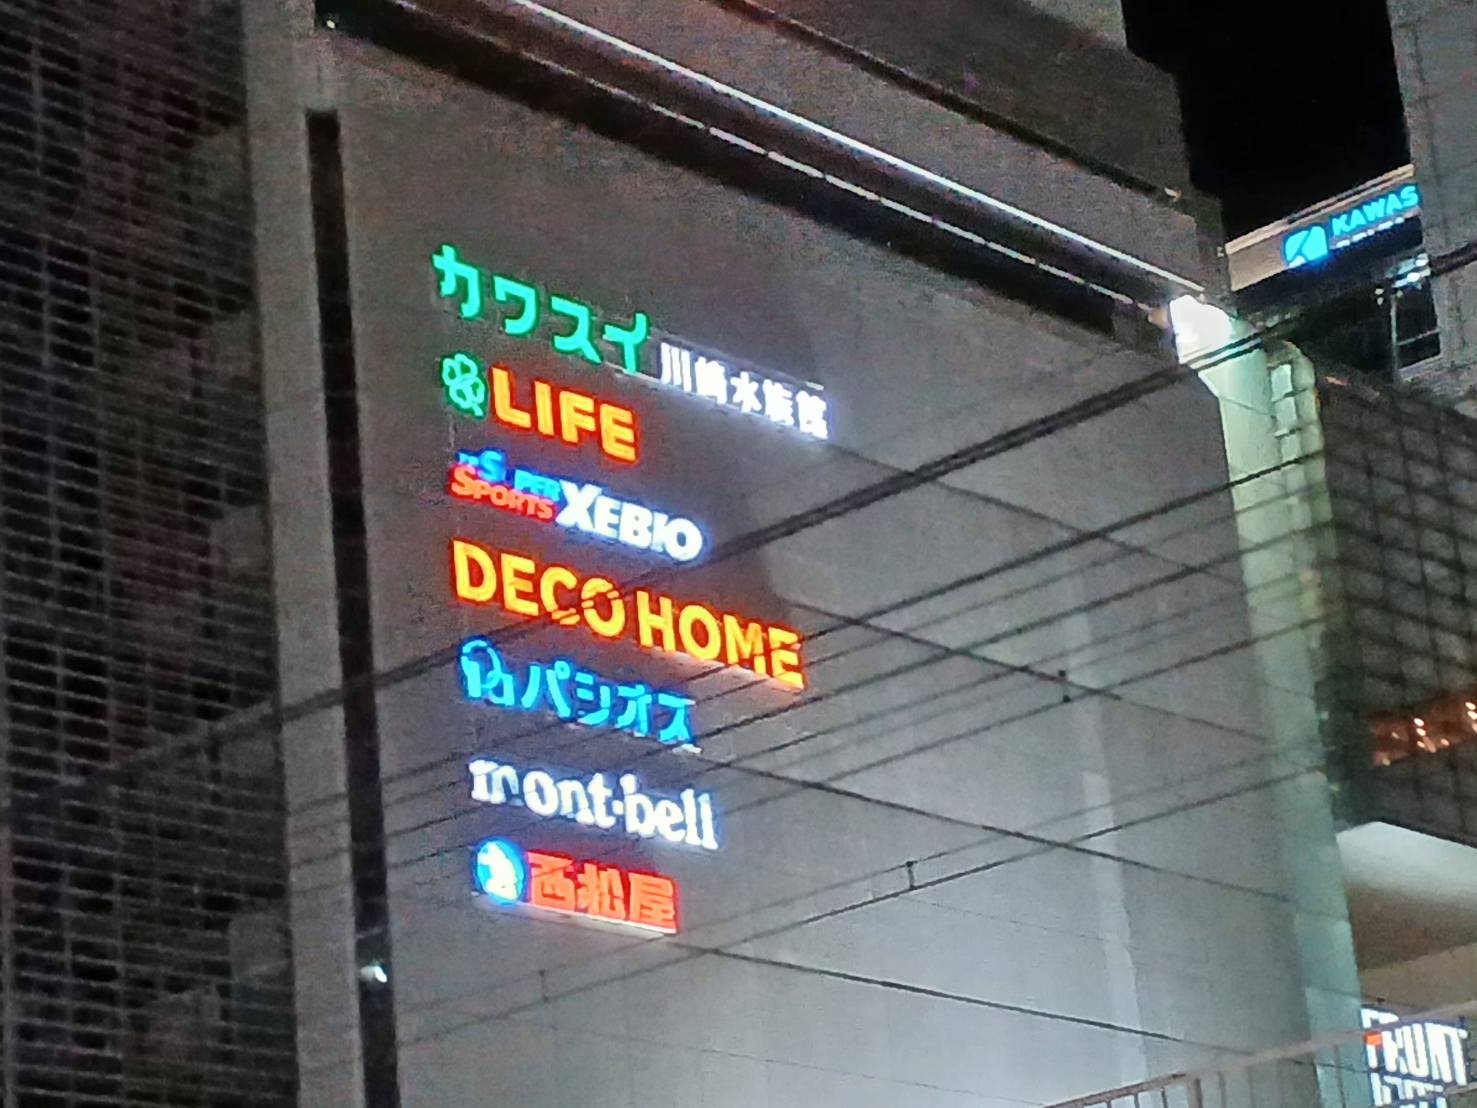 カワスイ 川崎水族館
LIFE
SUPER SPORTS XEBIO
DECO HOME
パシオス
mont-bell
西松屋
KAWAS
FRONT